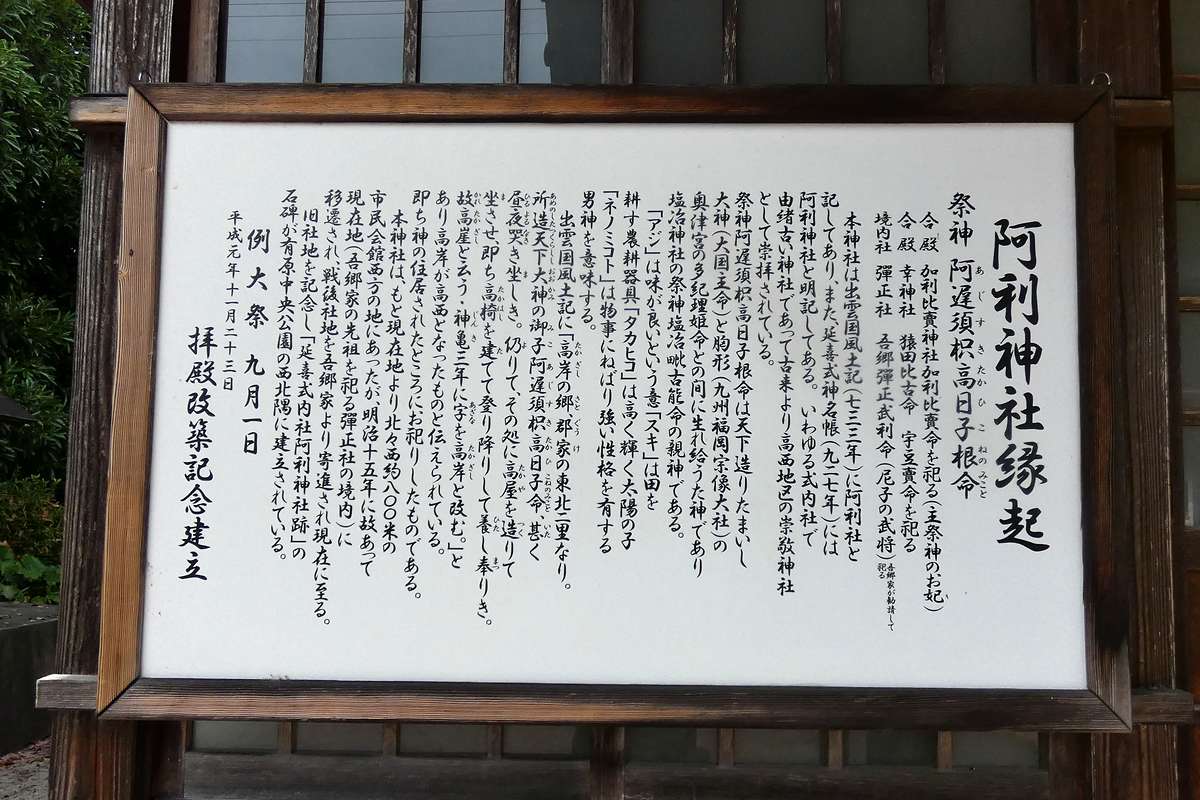 阿利神社縁起
祭神　阿遅須枳高日子根命
合殿　加利比賣神社加利比賣命を祀る(主祭神のお妃)
合殿　幸神社　猿田比古命　宇受賣命を祀る
境内社　彈正社　吾郷彈正武利命(尼子の武将)吾郷家が勧請して祀る
本神社は出雲国風土記(七三三年)に阿利社と
記してあり、また延喜式神名帳(九二七年)には
阿利神社と明記してある。いわゆる式内社で
由緒古い神社であって古来より高西地区の崇敬神社
として崇拝されている。
祭神阿遅須枳高日子根命は天下造りたまいし
大神(大国主命)と胸形(九州福岡宗像大社)の
奥津宮の多紀理姫命との間に生れ給うた神であり
塩冶神社の祭神塩冶毗古能命の親神である。
「アジ」は味が良いという意「スキ」は田を
耕す農耕器具「タカヒコ」は高く輝く太陽の子
「ネノミコト」は物事にねばり強い性格を有する
男神を意味する。
出雲国風土記に「高岸の郷、郡家の東北二里なり。
所造天下大神の御子阿遅須枳高日子命、甚く
昼夜哭き坐しき。仍りて、その処に高屋を造りて
坐させ即ち高椅を建てて登り降りして養し奉りき。
故高崖と云う・神亀三年に字を高岸と改む。」と
あり高岸が高西となったものと伝えられている。
即ち神の住居されたところにお祀りしたものである。
本神社は、もと現在地より北々西約八〇〇米の
市民会館西方の地にあったが、明治十五年に故あって
現在地(吾郷家の先祖を祀る彈正社の境内)に
移遷され、戦後社地を吾郷家より寄進され現在に至る。
旧社地を記念し「延喜式内社阿利神社跡」の
石碑が有原中央公園の西北隅に建立されている。
例大祭　九月一日
平成元年十一月二十三日
拝殿改築記念建立